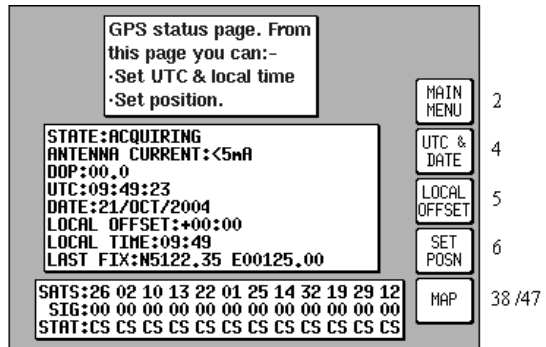 GPS status page. From
this page you can:-
·Set UTC & local time
·Set position.
MAIN
MENU
2
STATE:ACQUIRING
ANTENNA CURRENT:<5mA
DOP:00.0
UTC:09:49:23
DATE:21/OCT/2004
LOCAL OFFSET:+00:00
LOCAL TIME:09:49
LAST FIX:N5122.35 E00125.00
UTC &
DATE
4
LOCAL
OFFSET
5
SET
POSN
6
SATS:26 02 10 13 22 01 25 14 32 19 29 12
SIG:00 00 00 00 00 00 00 00 00 00 00 00
STAT:CS CS CS CS CS CS CS CS CS CS CS CS
MAP
38 /47